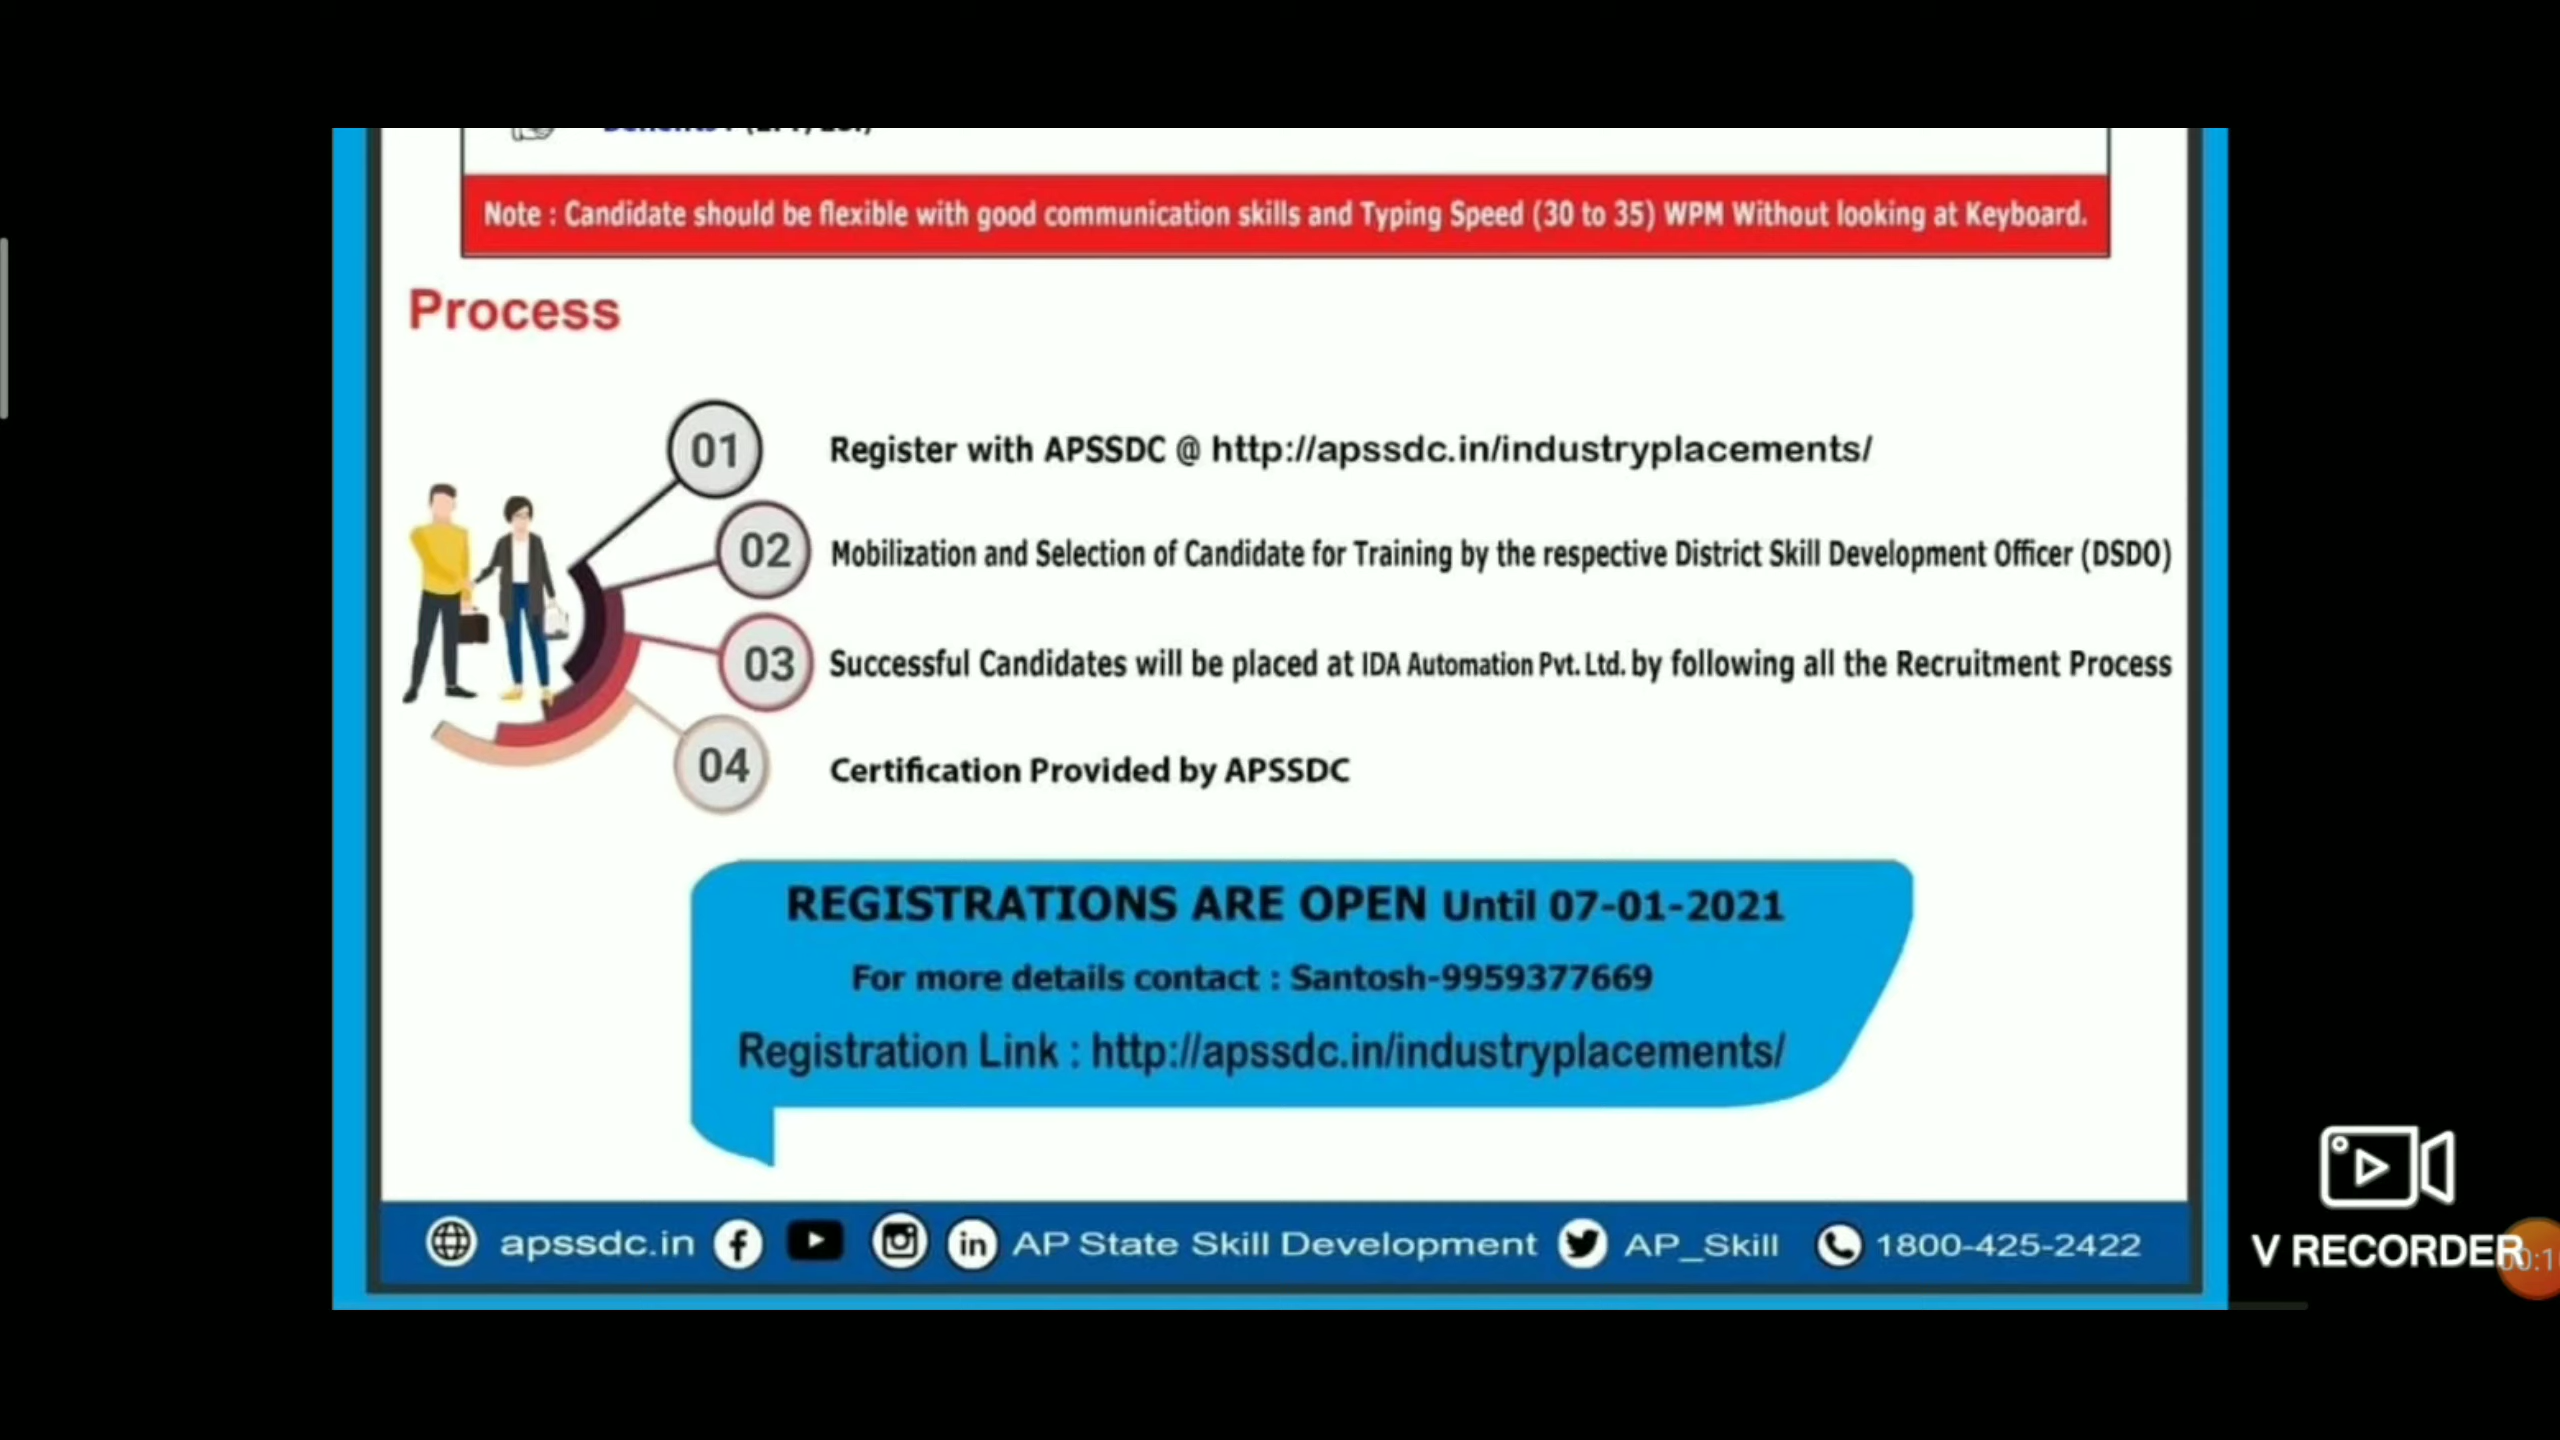 Note : Candidate should be flexible with good communication skills and Typing Speed (30 to 35) WPM Without looking at Keyboard.
Process
01 Register with APSSDC @ http://apssdc.in/industryplacements/
02 Mobilization and Selection of Candidate for Training by the respective District Skill Development Officer (DSDO)
03 Successful Candidates will be placed at IDA Automation Pvt. Ltd. by following all the Recruitment Process
04 Certification Provided by APSSDC
REGISTRATIONS ARE OPEN Until 07-01-2021
For more details contact : Santosh-9959377669
Registration Link : http://apssdc.in/industryplacements/
apssdc.in AP State Skill Development AP_Skill 1800-425-2422
V RECORDER